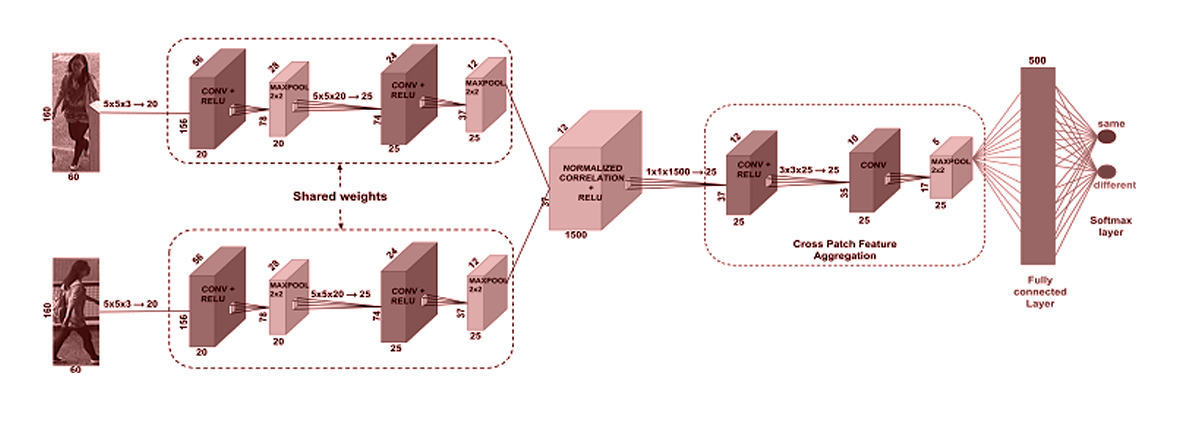 160
60
5x5x3 → 20
56
CONV +
RELU
156
20
28
MAXPOOL
2x2
78
20
5x5x20 → 25
24
CONV +
RELU
74
25
12
MAXPOOL
2x2
37
25
Shared weights
160
60
5x5x3 → 20
56
CONV +
RELU
156
20
28
MAXPOOL
2x2
78
20
5x5x20 → 25
24
CONV +
RELU
74
25
12
MAXPOOL
2x2
37
25
12
NORMALIZED
CORRELATION
+
RELU
37
1500
1x1x1500 → 25
12
CONV +
RELU
37
25
3x3x25 → 25
10
CONV
35
25
5
MAXPOOL
2x2
17
25
Cross Patch Feature
Aggregation
500
Fully
connected
Layer
same
different
Softmax
layer